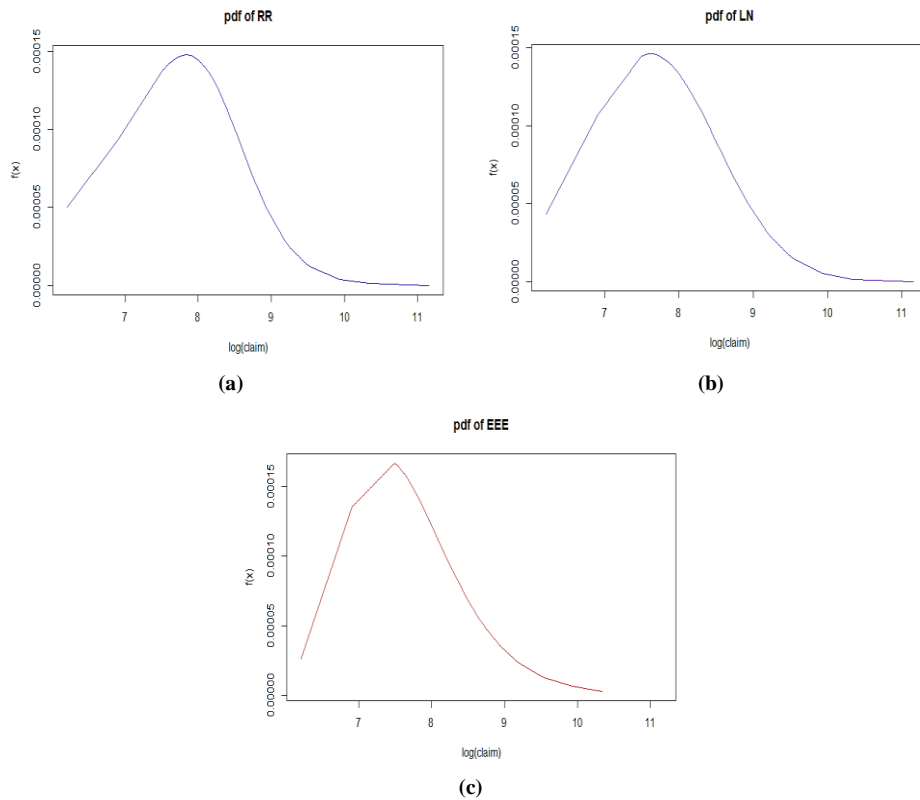 pdf of RR
f(x)
0.00015
0.00010
0.00005
0.00000
7 8 9 10 11
log(claim)
(a)
pdf of LN
f(x)
0.00015
0.00010
0.00005
0.00000
7 8 9 10 11
log(claim)
(b)
pdf of EEE
f(x)
0.00015
0.00010
0.00005
0.00000
7 8 9 10 11
log(claim)
(c)